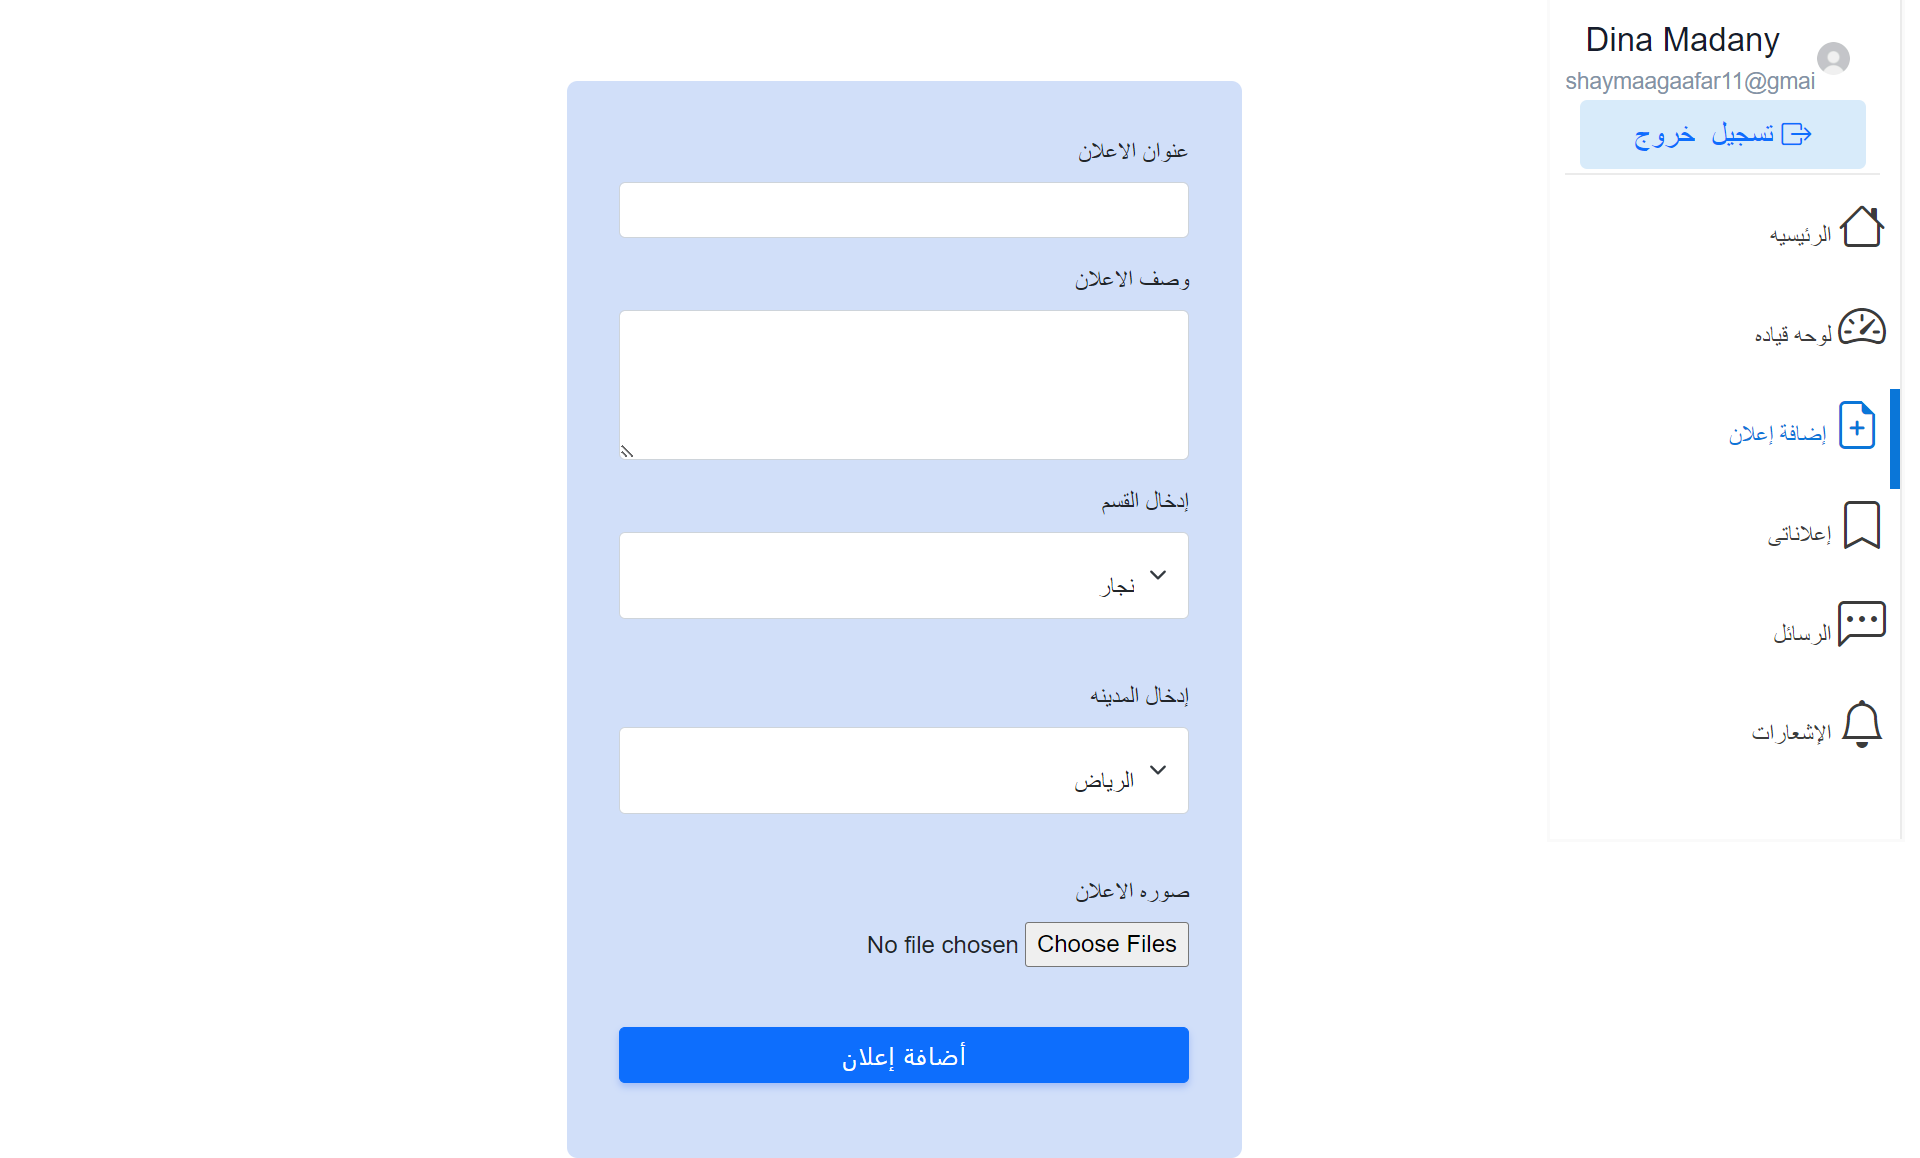 Dina Madany
shaymaagaafar11@gmai
تسجيل خروج
الرئيسيه
لوحه قياده
إضافة إعلان
إعلاناتى
الرسائل
الإشعارات
عنوان الاعلان
وصف الاعلان
إدخال القسم
نجار
إدخال المدينه
الرياض
صوره الاعلان
Choose Files No file chosen
أضافة إعلان